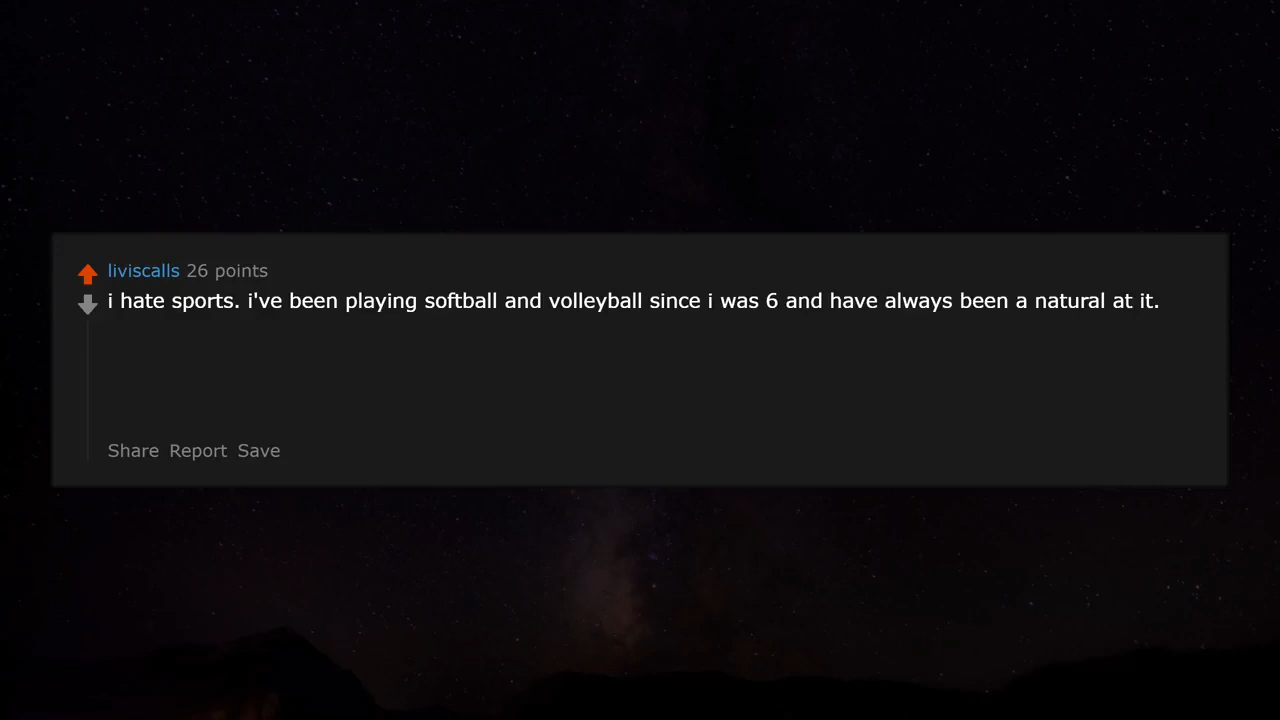 liviscalls 26 points
i hate sports. i've been playing softball and volleyball since i was 6 and have always been a natural at it.
Share Report Save